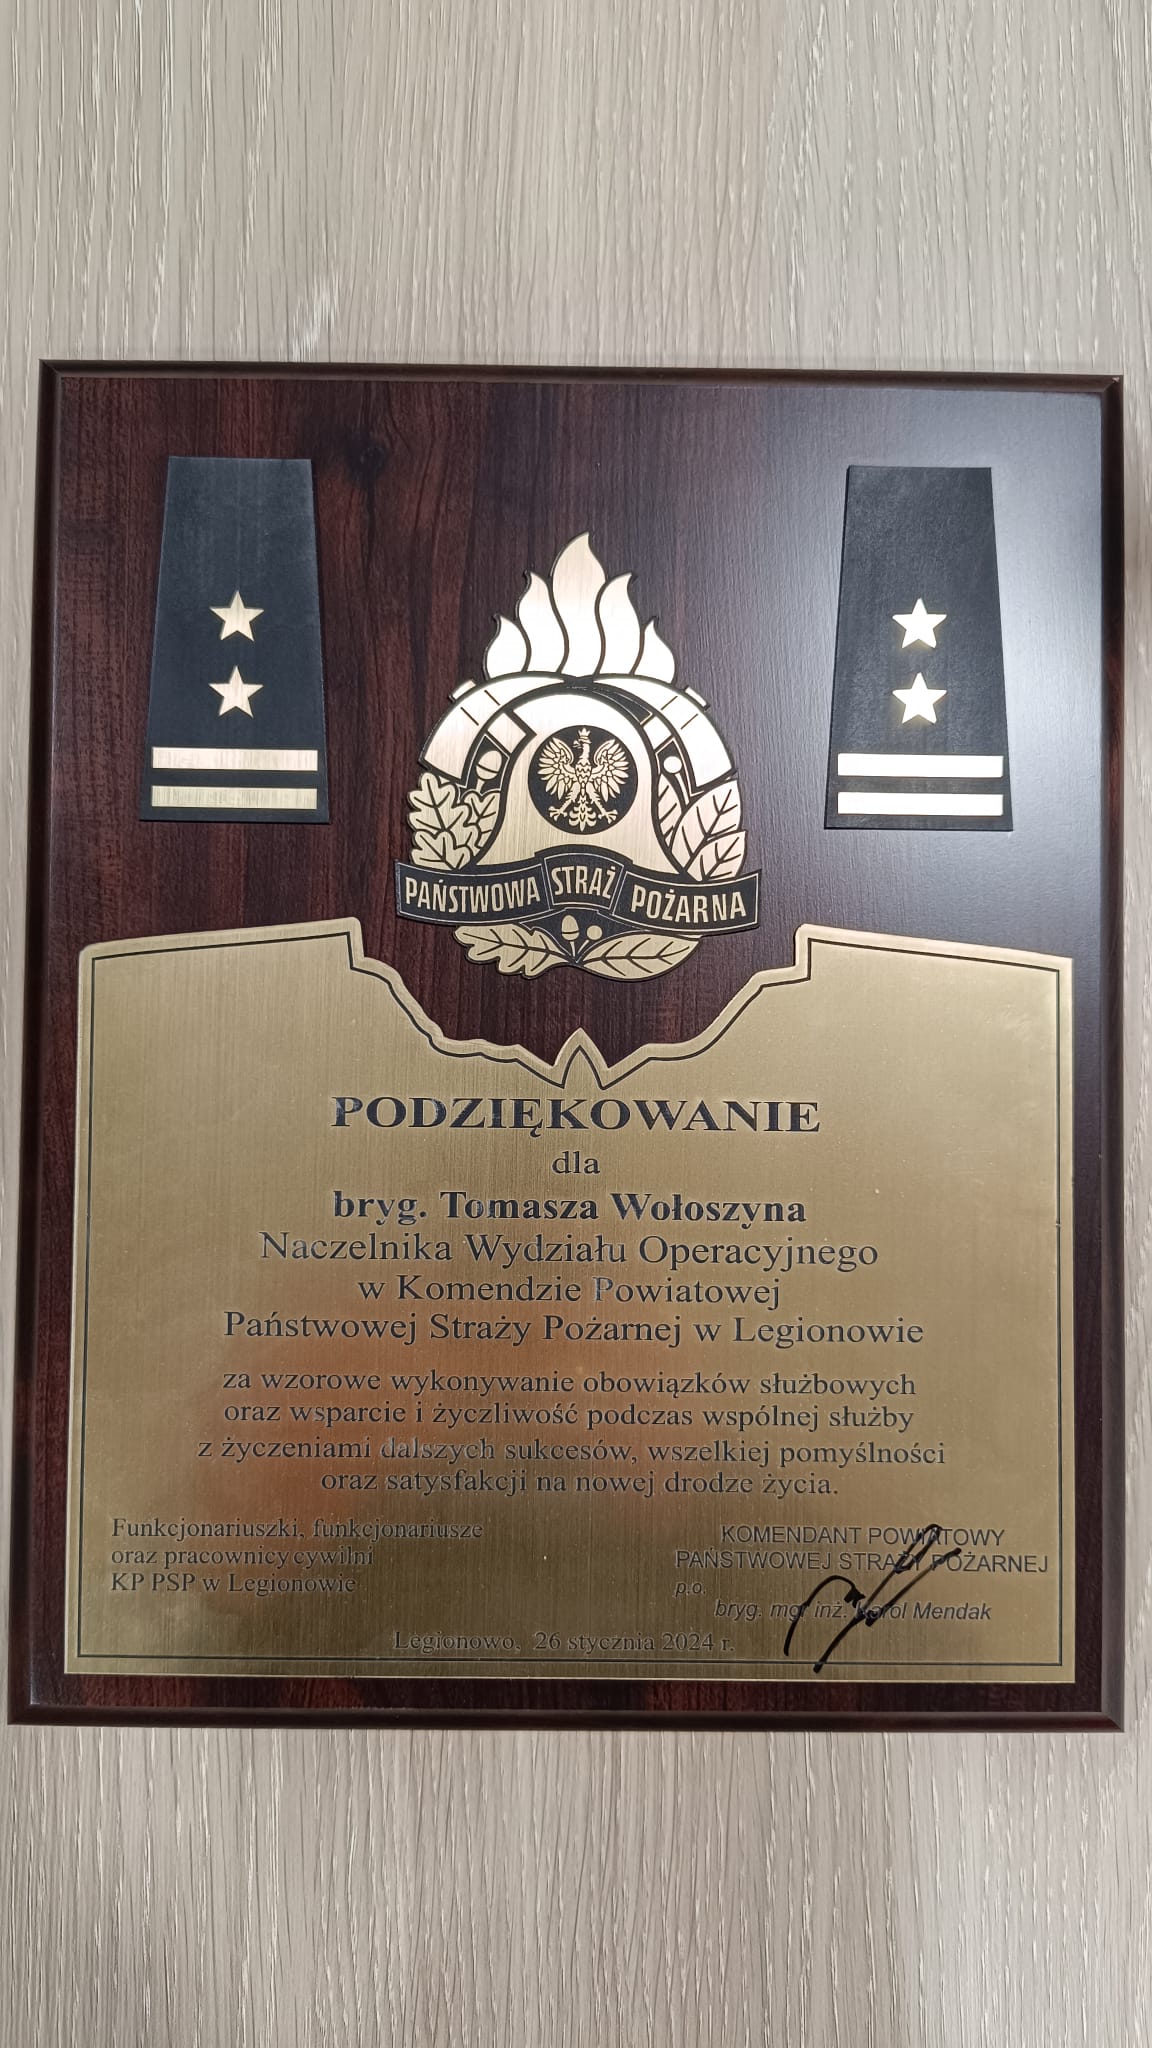 PAŃSTWOWA STRAŻ POŻARNA
PODZIĘKOWANIE
dla
bryg. Tomasza Wołoszyna
Naczelnika Wydziału Operacyjnego
w Komendzie Powiatowej
Państwowej Straży Pożarnej w Legionowie
za wzorowe wykonywanie obowiązków służbowych
oraz wsparcie i życzliwość podczas wspólnej służby
z życzeniami dalszych sukcesów, wszelkiej pomyślności
oraz satysfakcji na nowej drodze życia.
Funkcjonariuszki, funkcjonariusze
oraz pracownicy cywilni
KP PSP w Legionowie
KOMENDANT POWIATOWY
PAŃSTWOWEJ STRAŻY POŻARNEJ
p.o.
bryg. mgr inż. Karol Mendak
Legionowo, 26 stycznia 2024 r.